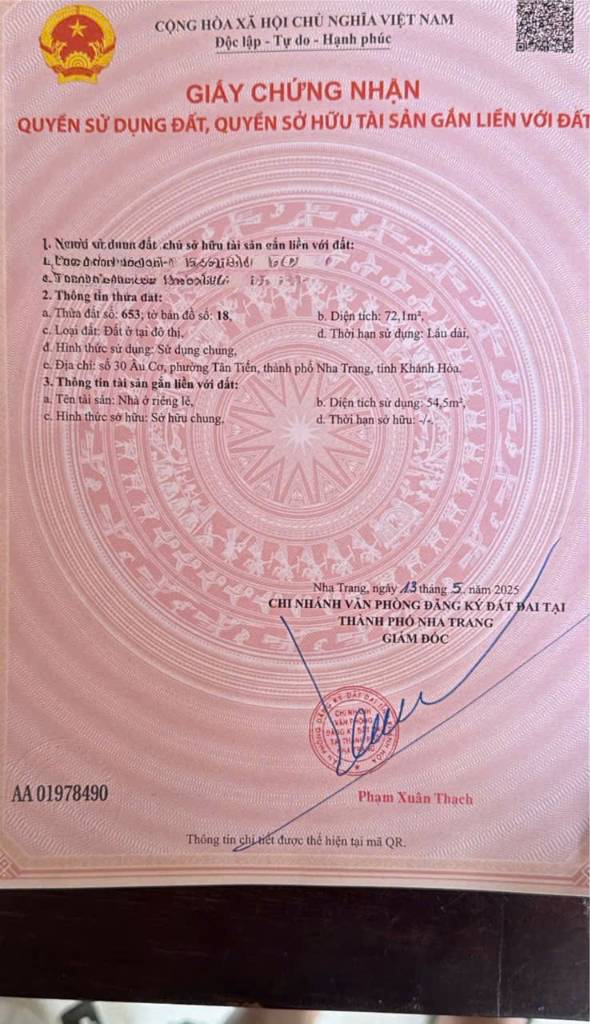 CỘNG HÒA XÃ HỘI CHỦ NGHĨA VIỆT NAM
Độc lập - Tự do - Hạnh phúc
GIẤY CHỨNG NHẬN
QUYỀN SỬ DỤNG ĐẤT, QUYỀN SỞ HỮU TÀI SẢN GẮN LIỀN VỚI ĐẤT
1. Người sử dụng đất, chủ sở hữu tài sản gắn liền với đất:
2. Thông tin thửa đất:
a. Thửa đất số: 653; tờ bản đồ số: 18, b. Diện tích: 72,1m²,
c. Loại đất: Đất ở tại đô thị, d. Thời hạn sử dụng: Lâu dài,
đ. Hình thức sử dụng: Sử dụng chung,
e. Địa chỉ: số 30 Âu Cơ, phường Tân Tiến, thành phố Nha Trang, tỉnh Khánh Hòa.
3. Thông tin tài sản gắn liền với đất:
a. Tên tài sản: Nhà ở riêng lẻ, b. Diện tích sử dụng: 54,5m²,
c. Hình thức sở hữu: Sở hữu chung, d. Thời hạn sở hữu: -/-.
Nha Trang, ngày 13 tháng 5 năm 2025
CHI NHÁNH VĂN PHÒNG ĐĂNG KÝ ĐẤT ĐAI TẠI
THÀNH PHỐ NHA TRANG
GIÁM ĐỐC
CHI NHÁNH
VĂN PHÒNG
ĐĂNG KÝ ĐẤT
AA 01978490
Phạm Xuân Thạch
Thông tin chi tiết được thể hiện tại mã QR.